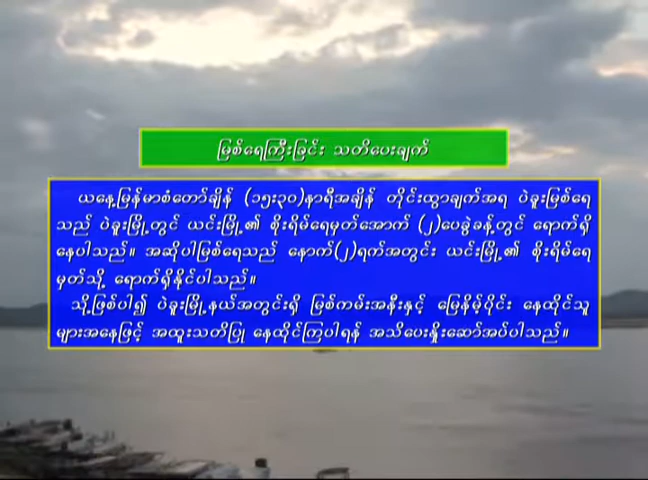 မြစ်ရေကြီးခြင်း သတိပေးချက်
ယနေ့မြန်မာစံတော်ချိန် (၁၅း၃၀)နာရီအချိန် တိုင်းထွာချက်အရ ပဲခူးမြစ်ရေ
သည် ပဲခူးမြို့တွင် ယင်းမြို့၏ စိုးရိမ်ရေမှတ်အောက် (၂)ပေခွဲခန့်တွင် ရောက်ရှိ
နေပါသည်။ အဆိုပါမြစ်ရေသည် နောက်(၂)ရက်အတွင်း ယင်းမြို့၏ စိုးရိမ်ရေ
မှတ်သို့ ရောက်ရှိနိုင်ပါသည်။
သို့ဖြစ်ပါ၍ ပဲခူးမြို့နယ်အတွင်းရှိ မြစ်ကမ်းအနီးနှင့် မြေနိမ့်ပိုင်း နေထိုင်သူ
များအနေဖြင့် အထူးသတိပြု နေထိုင်ကြပါရန် အသိပေးနှိုးဆော်အပ်ပါသည်။